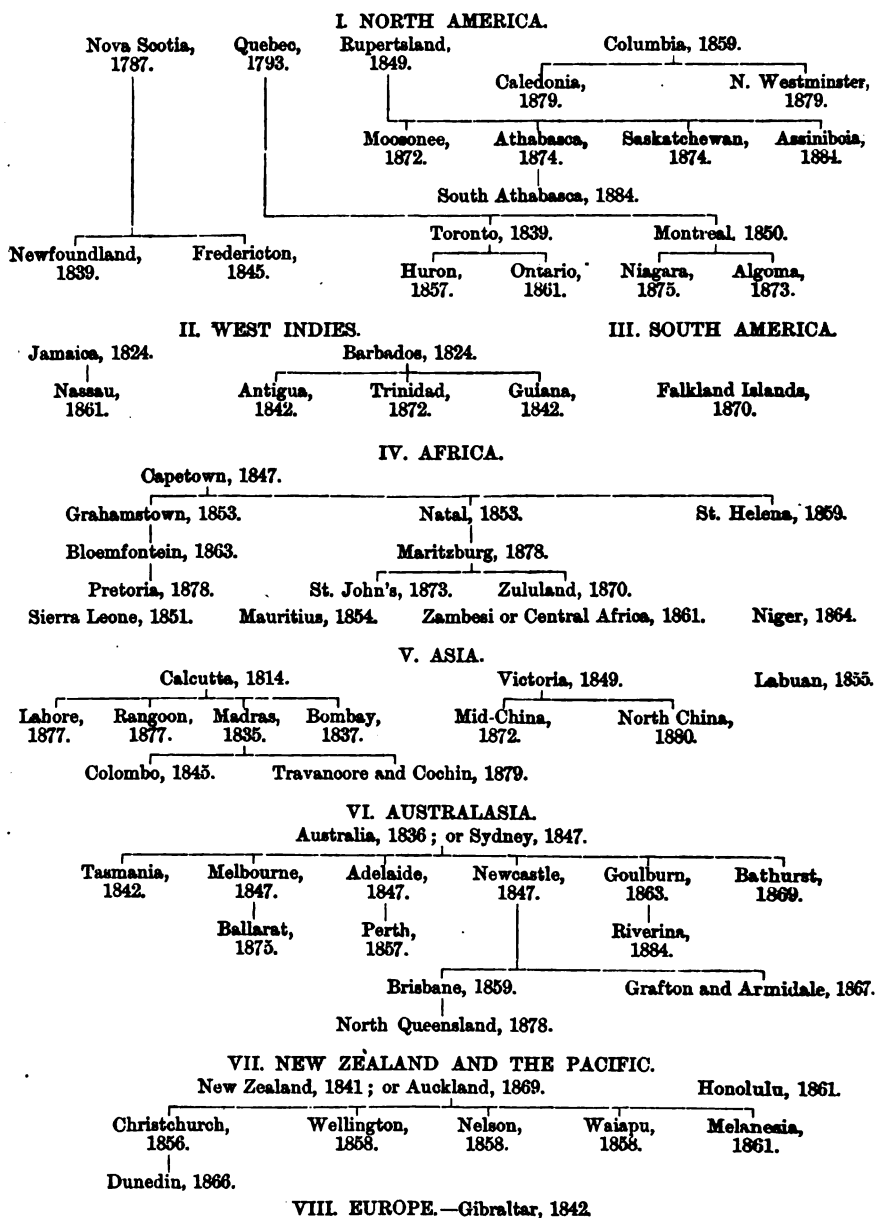 I. NORTH AMERICA.
Nova Scotia, Quebec, Rupertsland, Columbia, 1859.
1787. 1793. 1849.
Caledonia, N. Westminster,
1879. 1879.
Moosonee, Athabasca, Saskatchewan, Assiniboia,
1872. 1874. 1874. 1884.
South Athabasca, 1884.
Toronto, 1839. Montreal, 1850.
Newfoundland, Fredericton, Huron, Ontario, Niagara, Algoma,
1839. 1845. 1857. 1861. 1875. 1873.
II. WEST INDIES. III. SOUTH AMERICA.
Jamaica, 1824. Barbados, 1824.
Nassau, Antigua, Trinidad, Guiana, Falkland Islands,
1861. 1842. 1872. 1842. 1870.
IV. AFRICA.
Capetown, 1847.
Grahamstown, 1853. Natal, 1853. St. Helena, 1859.
Bloemfontein, 1863. Maritzburg, 1878.
Pretoria, 1878. St. John's, 1873. Zululand, 1870.
Sierra Leone, 1851. Mauritius, 1854. Zambesi or Central Africa, 1861. Niger, 1864.
V. ASIA.
Calcutta, 1814. Victoria, 1849. Labuan, 1855.
Lahore, Rangoon, Madras, Bombay, Mid-China, North China,
1877. 1877. 1835. 1837. 1872. 1880.
Colombo, 1845. Travancore and Cochin, 1879.
VI. AUSTRALASIA.
Australia, 1836; or Sydney, 1847.
Tasmania, Melbourne, Adelaide, Newcastle, Goulburn, Bathurst,
1842. 1847. 1847. 1847. 1863. 1869.
Ballarat, Perth, Riverina,
1875. 1857. 1884.
Brisbane, 1859. Grafton and Armidale, 1867.
North Queensland, 1878.
VII. NEW ZEALAND AND THE PACIFIC.
New Zealand, 1841; or Auckland, 1869. Honolulu, 1861.
Christchurch, Wellington, Nelson, Waiapu, Melanesia,
1856. 1858. 1858. 1858. 1861.
Dunedin, 1866.
VIII. EUROPE.—Gibraltar, 1842.